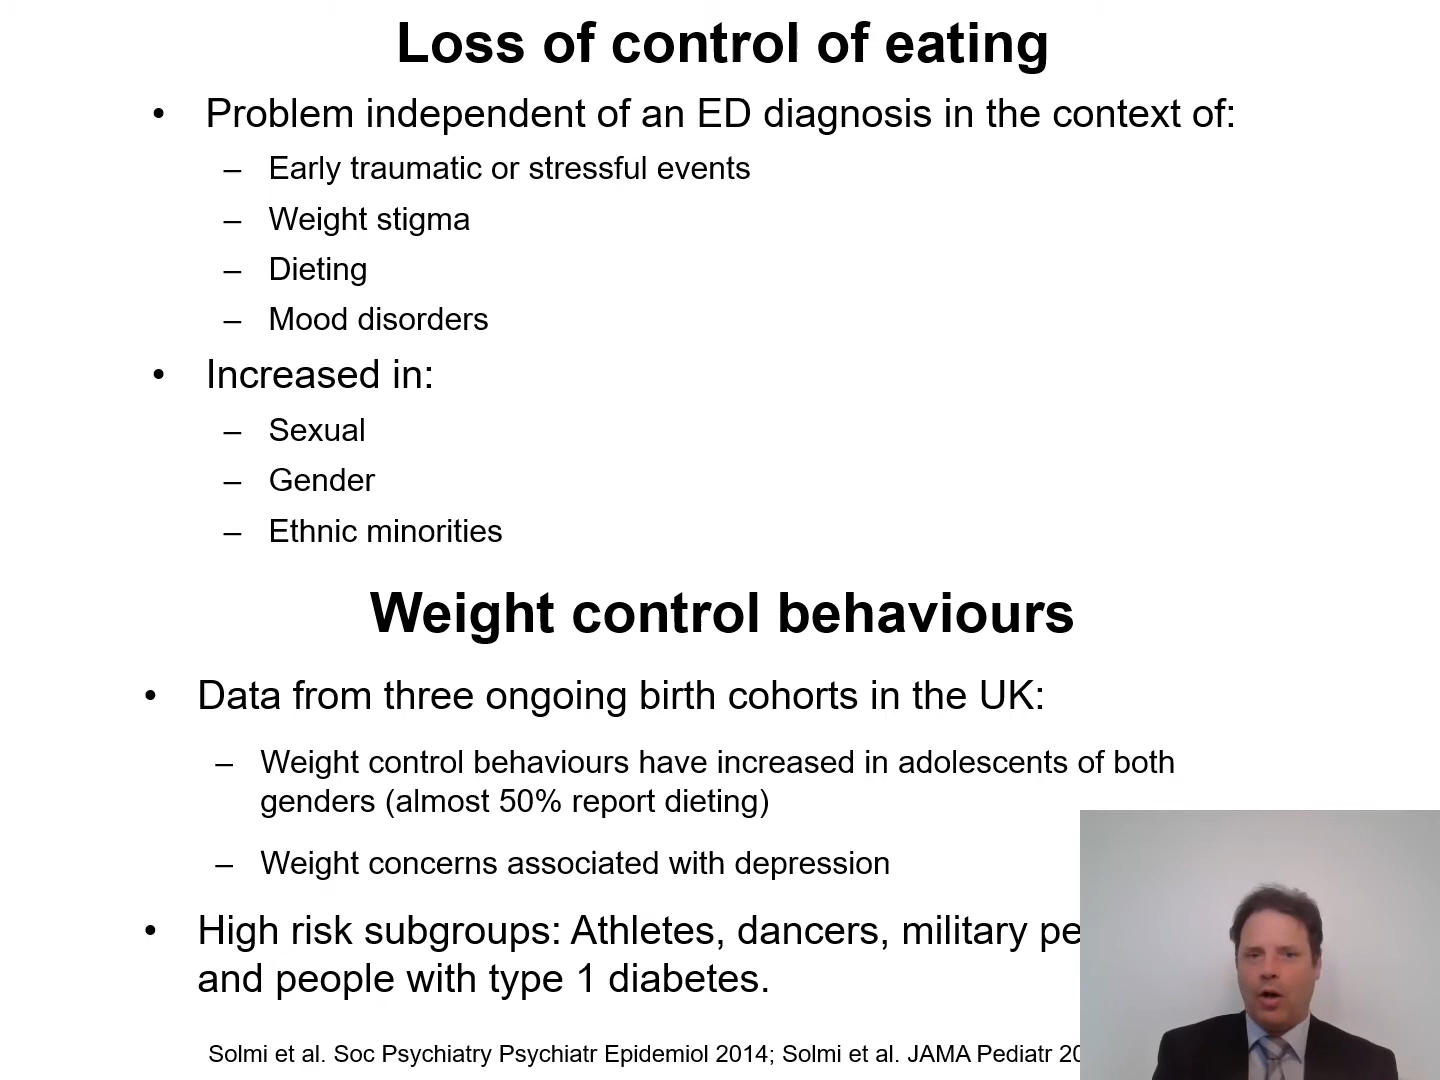 Loss of control of eating
• Problem independent of an ED diagnosis in the context of:
– Early traumatic or stressful events
– Weight stigma
– Dieting
– Mood disorders
• Increased in:
– Sexual
– Gender
– Ethnic minorities
Weight control behaviours
• Data from three ongoing birth cohorts in the UK:
– Weight control behaviours have increased in adolescents of both
genders (almost 50% report dieting)
– Weight concerns associated with depression
• High risk subgroups: Athletes, dancers, military
and people with type 1 diabetes.
Solmi et al. Soc Psychiatry Psychiatr Epidemiol 2014; Solmi et al. JAMA Pediatr